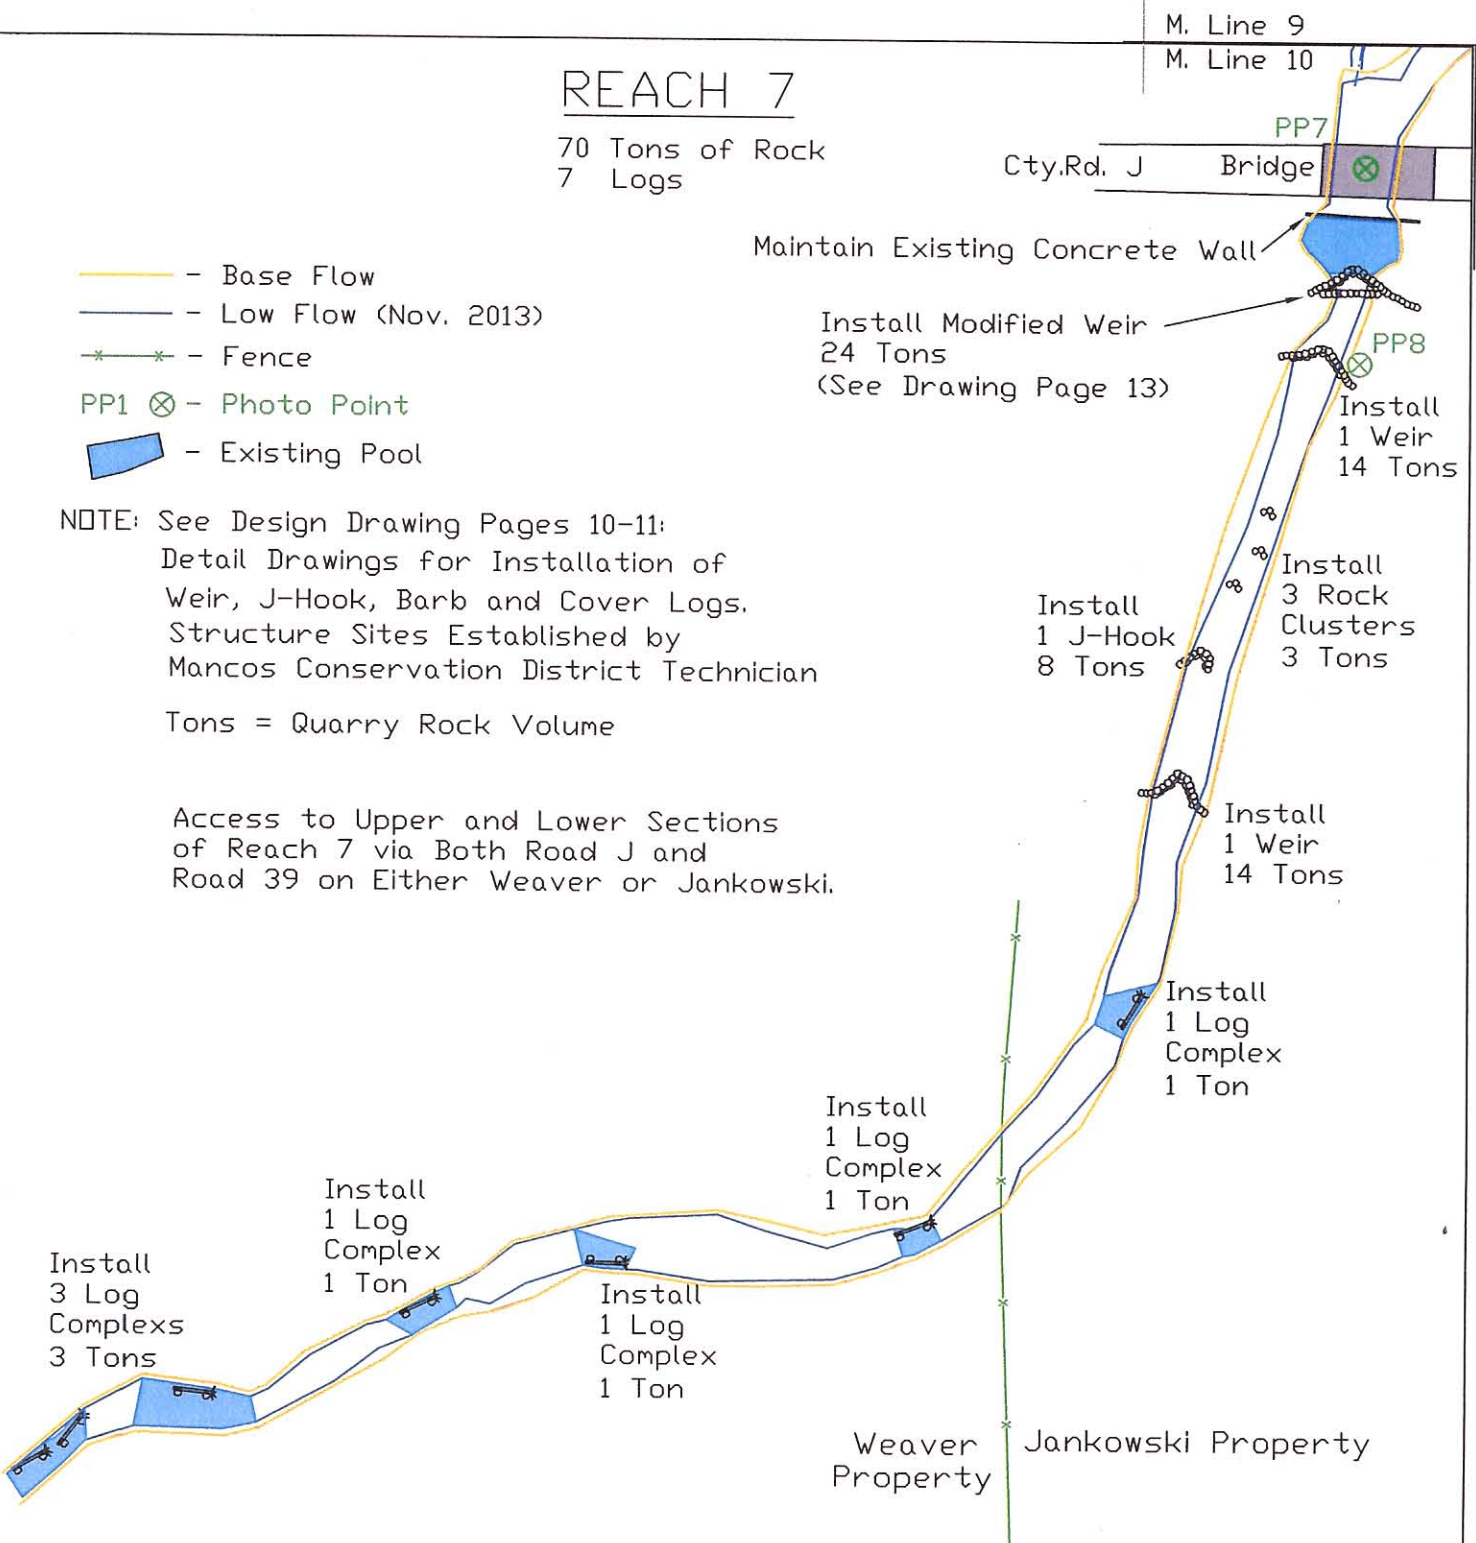 M. Line 9
M. Line 10
REACH 7
70 Tons of Rock
7 Logs
PP7
Cty.Rd. J
Bridge
Maintain Existing Concrete Wall
- Base Flow
- Low Flow (Nov. 2013)
- Fence
PP1 - Photo Point
- Existing Pool
Install Modified Weir
24 Tons
(See Drawing Page 13)
PP8
Install
1 Weir
14 Tons
NOTE: See Design Drawing Pages 10-11:
Detail Drawings for Installation of
Weir, J-Hook, Barb and Cover Logs.
Structure Sites Established by
Mancos Conservation District Technician
Tons = Quarry Rock Volume
Install
3 Rock
Clusters
3 Tons
Install
1 J-Hook
8 Tons
Access to Upper and Lower Sections
of Reach 7 via Both Road J and
Road 39 on Either Weaver or Jankowski.
Install
1 Weir
14 Tons
Install
1 Log
Complex
1 Ton
Install
1 Log
Complex
1 Ton
Install
1 Log
Complex
1 Ton
Install
1 Log
Complex
1 Ton
Install
3 Log
Complexs
3 Tons
Weaver
Property
Jankowski Property